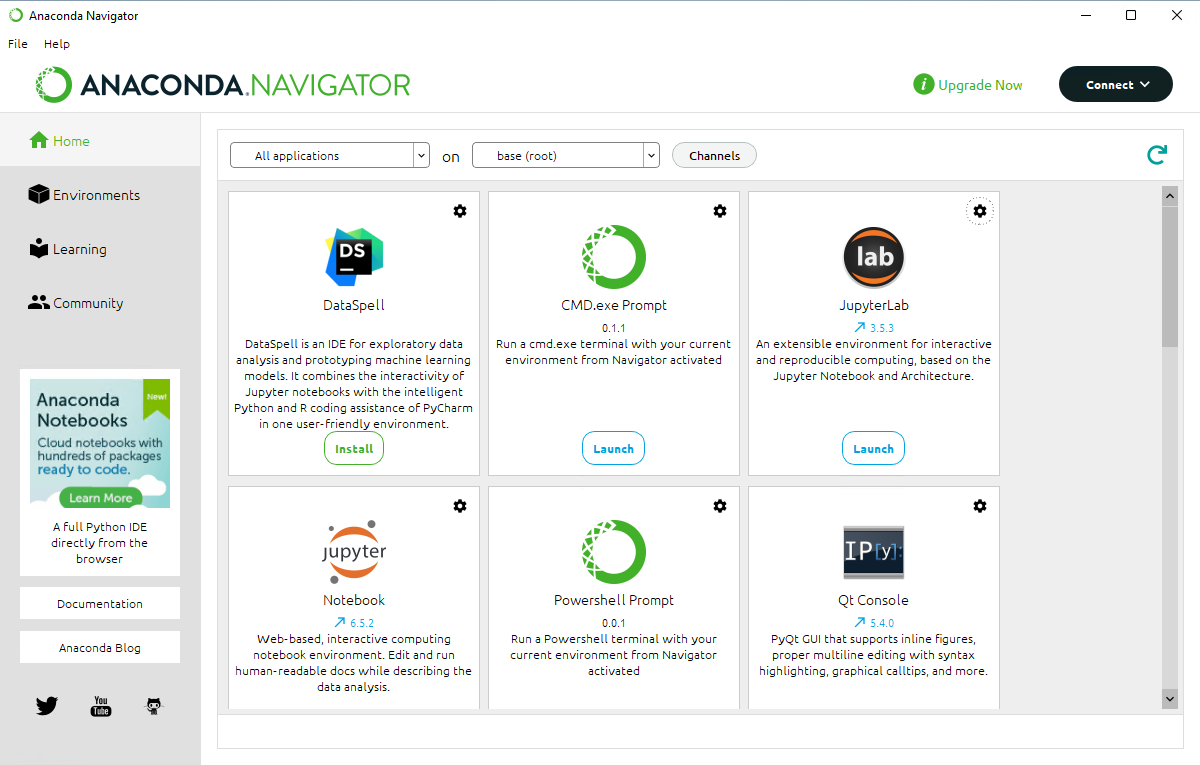 Anaconda Navigator
File Help
ANACONDA.NAVIGATOR
i Upgrade Now
Connect
Home
Environments
Learning
Community
Anaconda
Notebooks
New!
Cloud notebooks with
hundreds of packages
ready to code.
Learn More
A full Python IDE
directly from the
browser
Documentation
Anaconda Blog
You
Tube
All applications on base (root) Channels
DS
DataSpell
DataSpell is an IDE for exploratory data
analysis and prototyping machine learning
models. It combines the interactivity of
Jupyter notebooks with the intelligent
Python and R coding assistance of PyCharm
in one user-friendly environment.
Install
CMD.exe Prompt
0.1.1
Run a cmd.exe terminal with your current
environment from Navigator activated
Launch
lab
JupyterLab
3.5.3
An extensible environment for interactive
and reproducible computing, based on the
Jupyter Notebook and Architecture.
Launch
jupyter
Notebook
6.5.2
Web-based, interactive computing
notebook environment. Edit and run
human-readable docs while describing the
data analysis.
Powershell Prompt
0.0.1
Run a Powershell terminal with your
current environment from Navigator
activated
IP[y]:
Qt Console
5.4.0
PyQt GUI that supports inline figures,
proper multiline editing with syntax
highlighting, graphical calltips, and more.